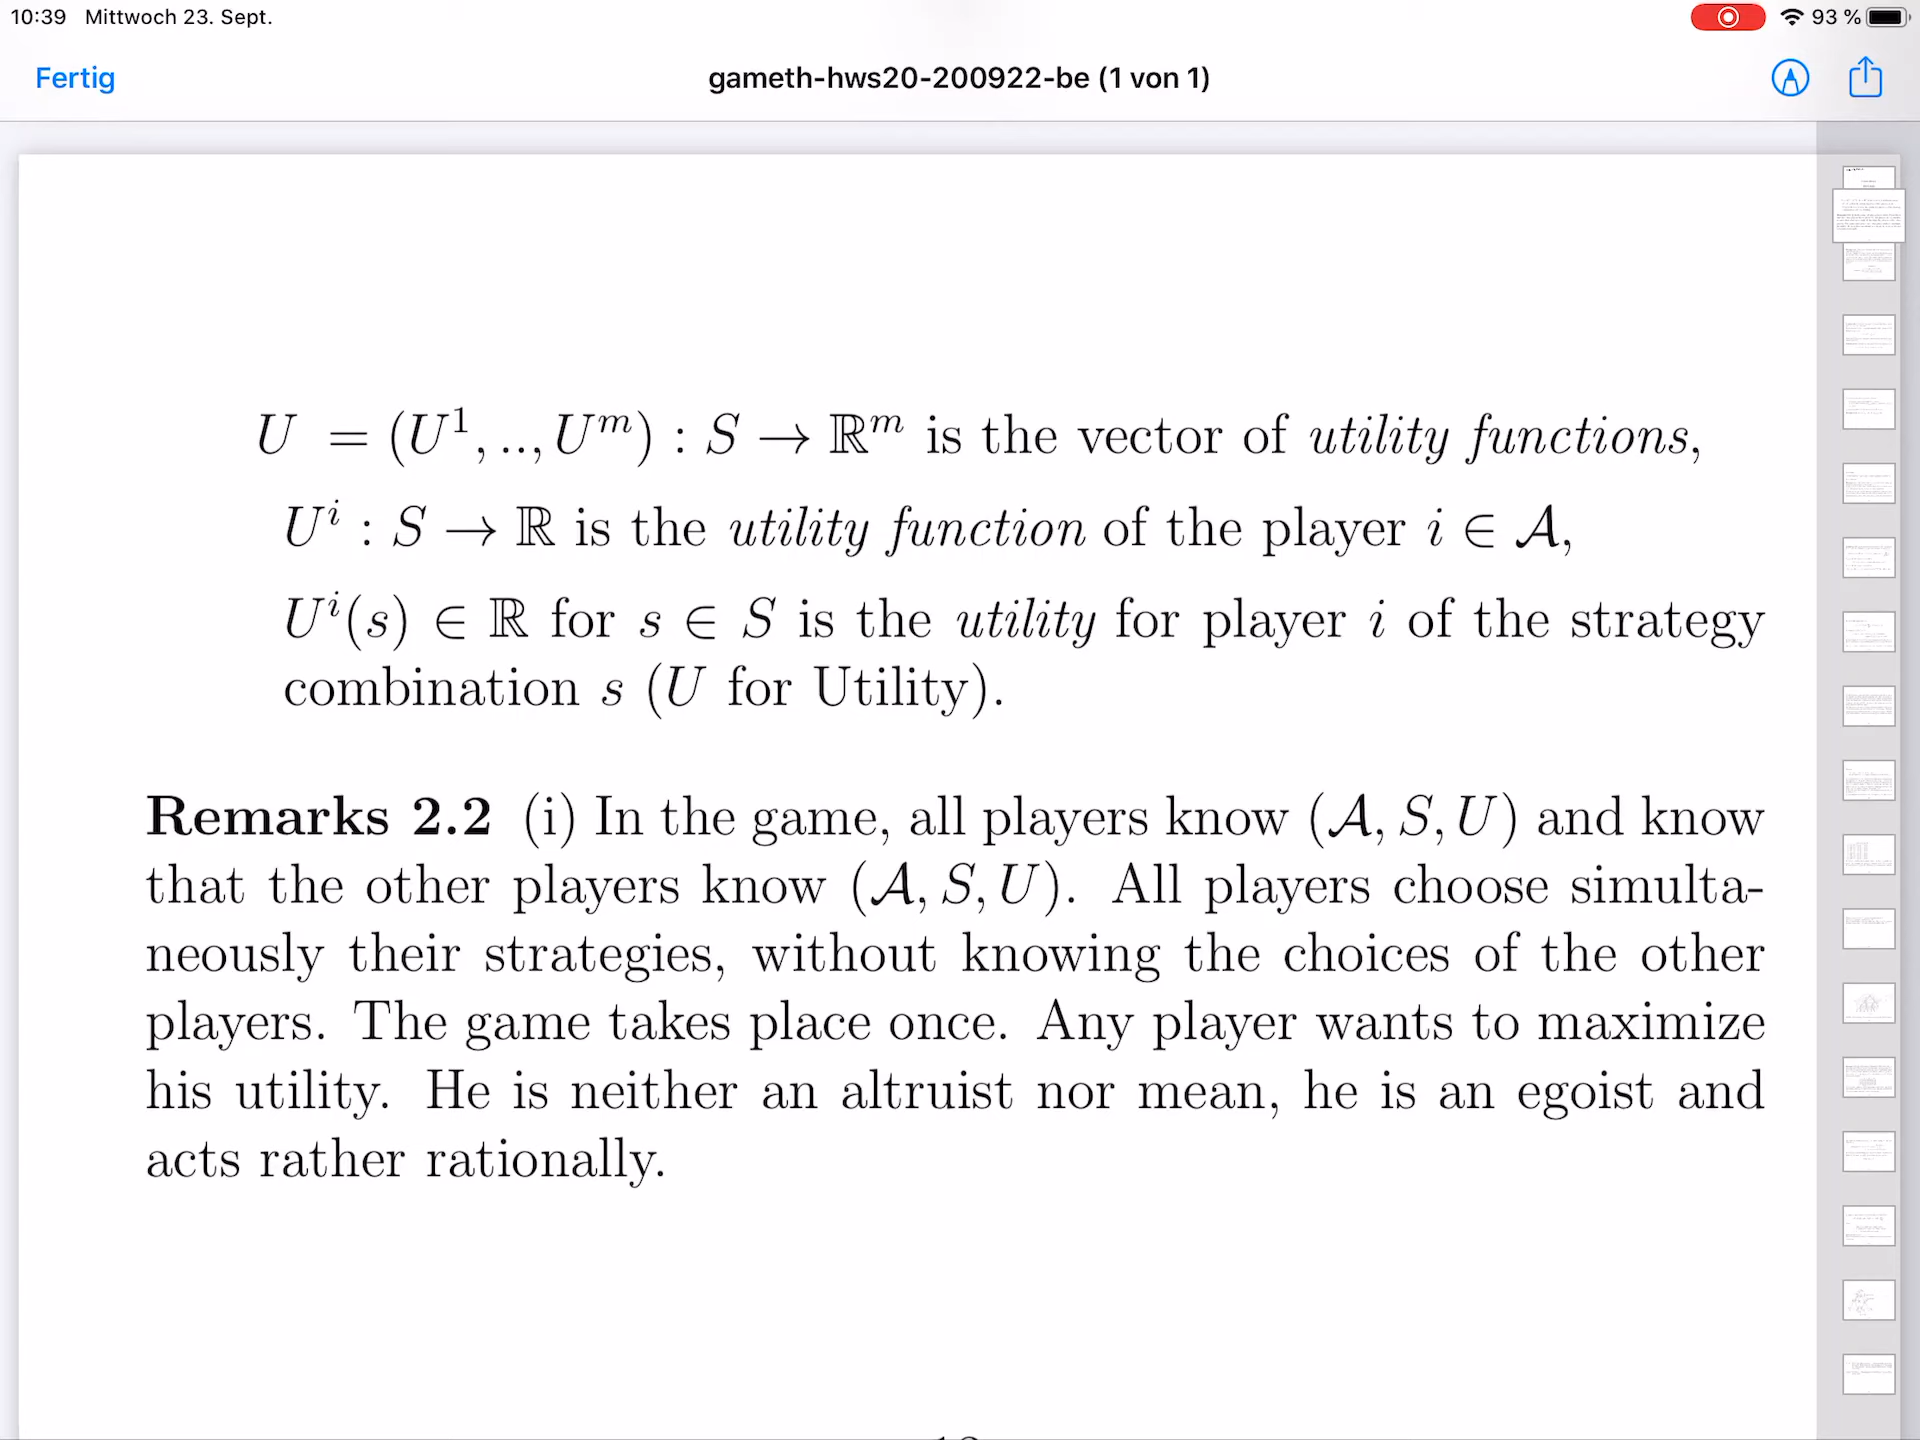 10:39 Mittwoch 23. Sept. 93 %
Fertig gameth-hws20-200922-be (1 von 1)
U = (U¹, .., Uᵐ) : S → ℝᵐ is the vector of utility functions,
Uⁱ : S → ℝ is the utility function of the player i ∈ 𝒜,
Uⁱ(s) ∈ ℝ for s ∈ S is the utility for player i of the strategy
combination s (U for Utility).
Remarks 2.2 (i) In the game, all players know (𝒜, S, U) and know
that the other players know (𝒜, S, U). All players choose simulta-
neously their strategies, without knowing the choices of the other
players. The game takes place once. Any player wants to maximize
his utility. He is neither an altruist nor mean, he is an egoist and
acts rather rationally.